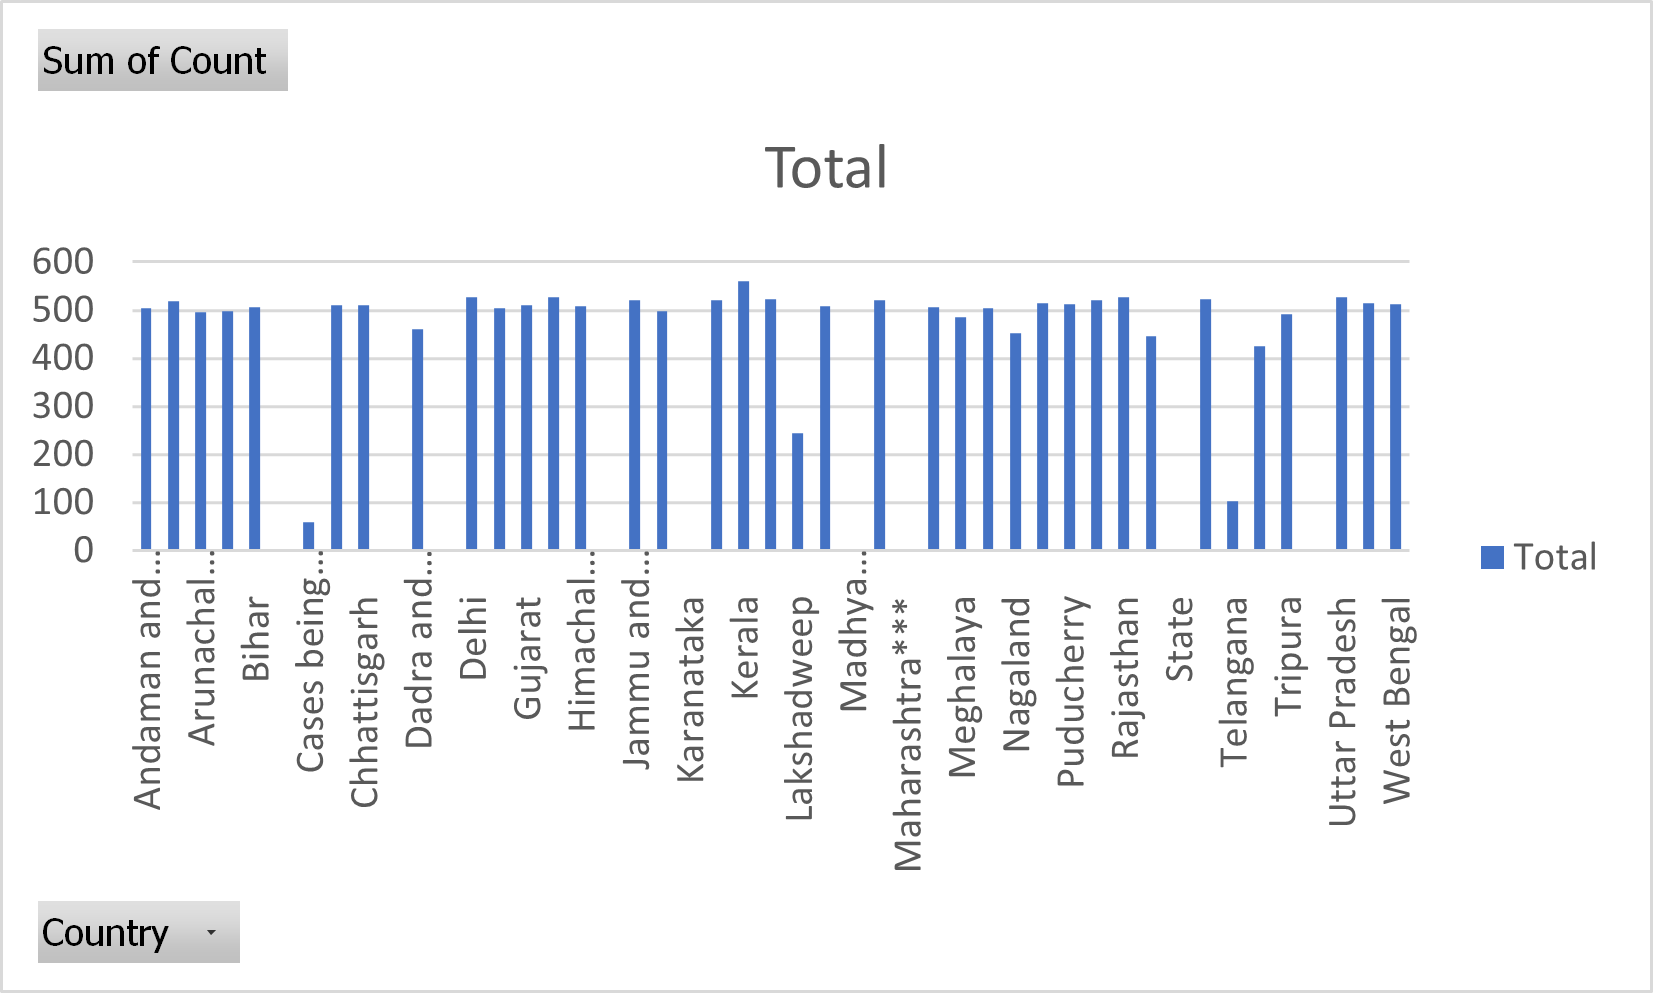 Sum of Count
Total
600
500
400
300
200
100
0
Andaman and...
Arunachal...
Bihar
Cases being...
Chhattisgarh
Dadra and...
Delhi
Gujarat
Himachal...
Jammu and...
Karanataka
Kerala
Lakshadweep
Madhya...
Maharashtra***
Meghalaya
Nagaland
Puducherry
Rajasthan
State
Telangana
Tripura
Uttar Pradesh
West Bengal
Total
Country